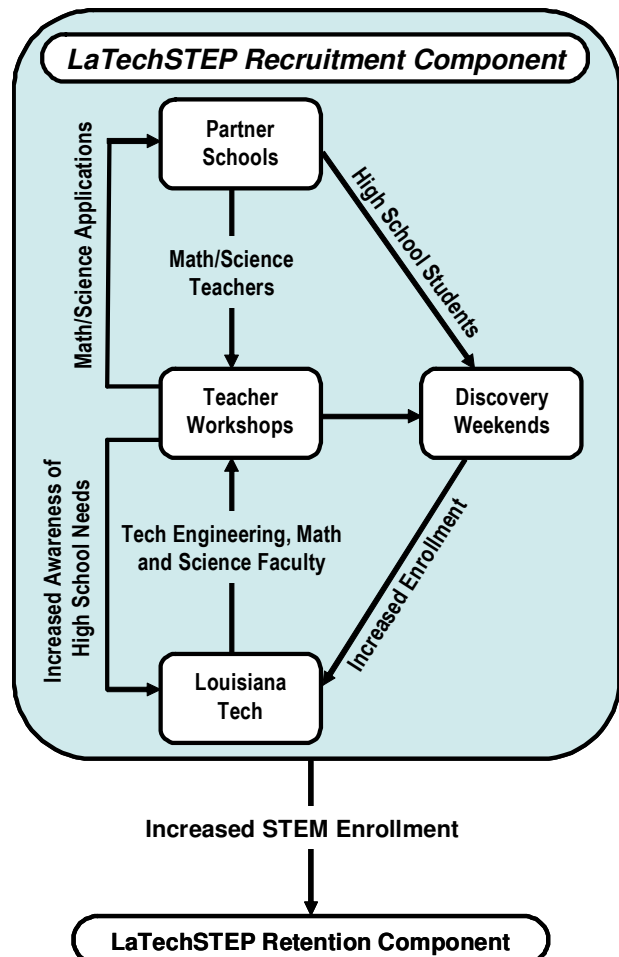 LaTechSTEP Recruitment Component
Partner
Schools
Math/Science Applications
High School Students
Math/Science
Teachers
Teacher
Workshops
Discovery
Weekends
Increased Awareness of
High School Needs
Tech Engineering, Math
and Science Faculty
Increased Enrollment
Louisiana
Tech
Increased STEM Enrollment
LaTechSTEP Retention Component